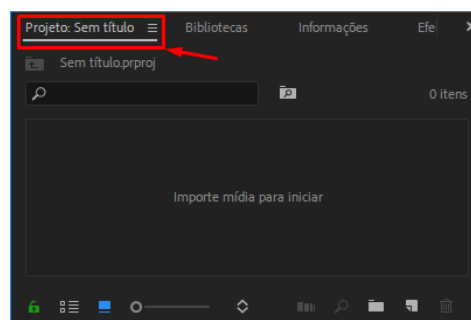 Projeto: Sem título Bibliotecas Informações Efe
Sem título.prproj
0 itens
Importe mídia para iniciar